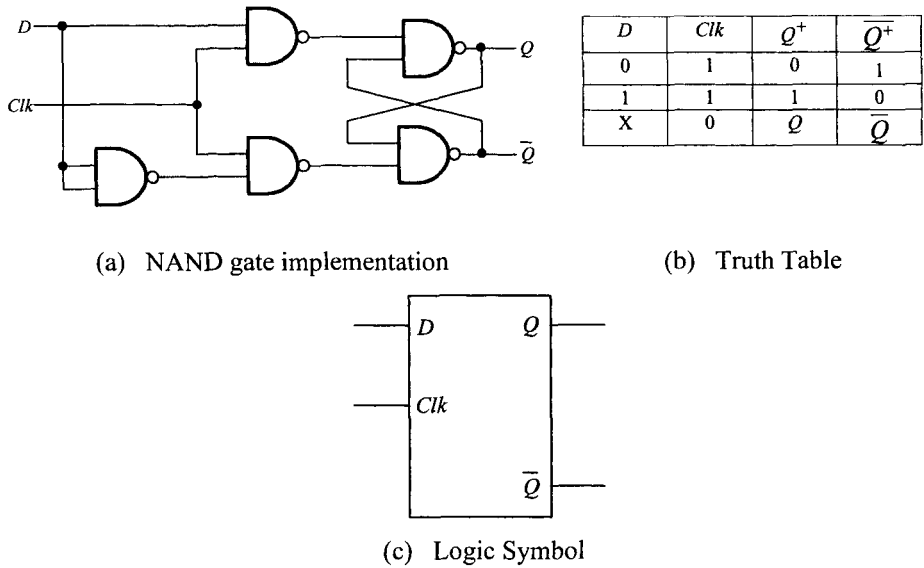 D
Clk
Q
Q̅
D Clk Q⁺ Q̅⁺
0 1 0 1
1 1 1 0
X 0 Q Q̅
(a) NAND gate implementation
(b) Truth Table
D Q
Clk
Q̅
(c) Logic Symbol